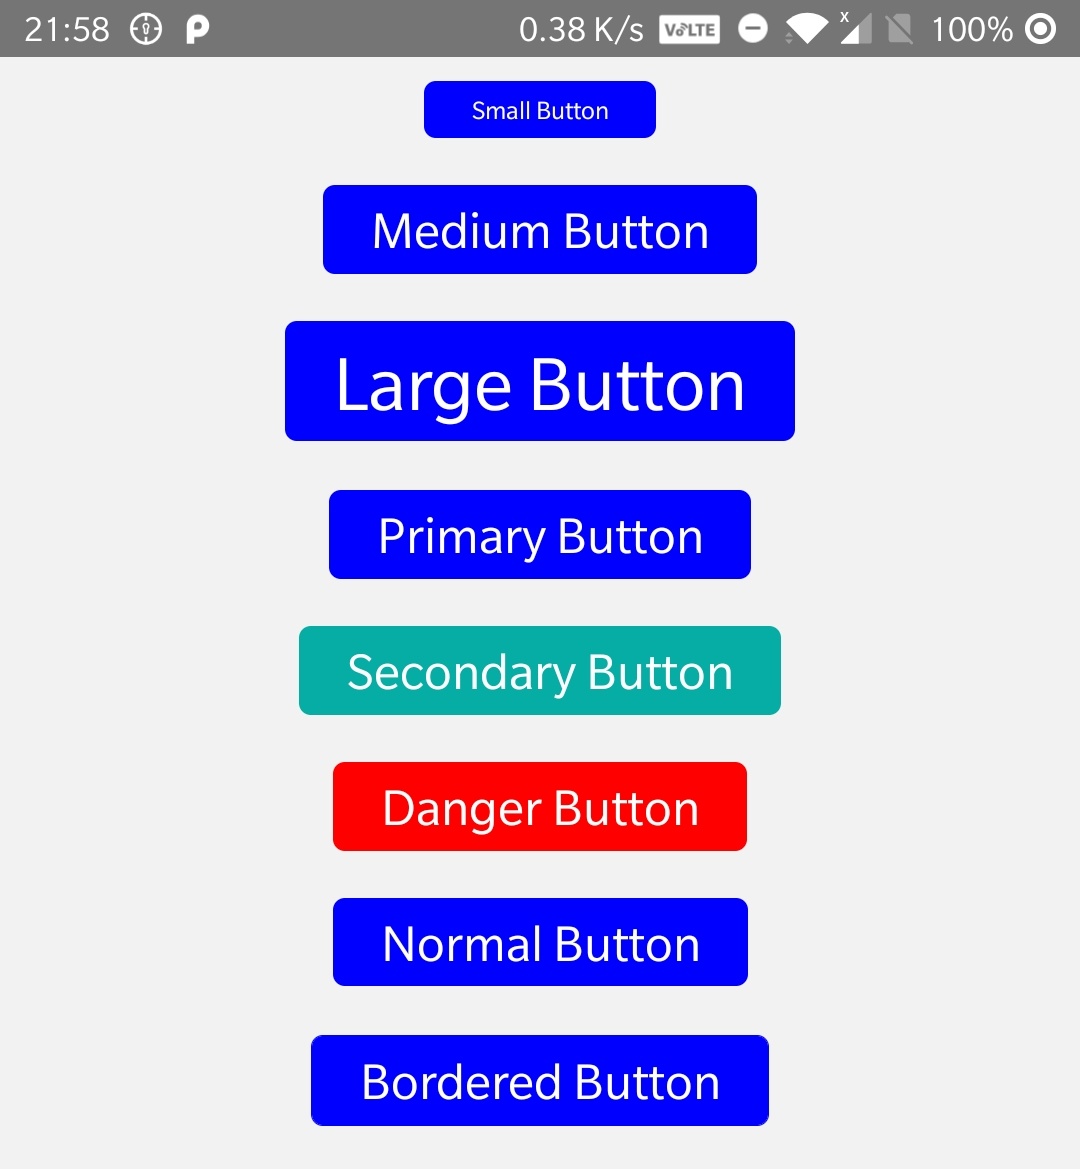 21:58 0.38 K/s VoLTE x 100%
Small Button
Medium Button
Large Button
Primary Button
Secondary Button
Danger Button
Normal Button
Bordered Button